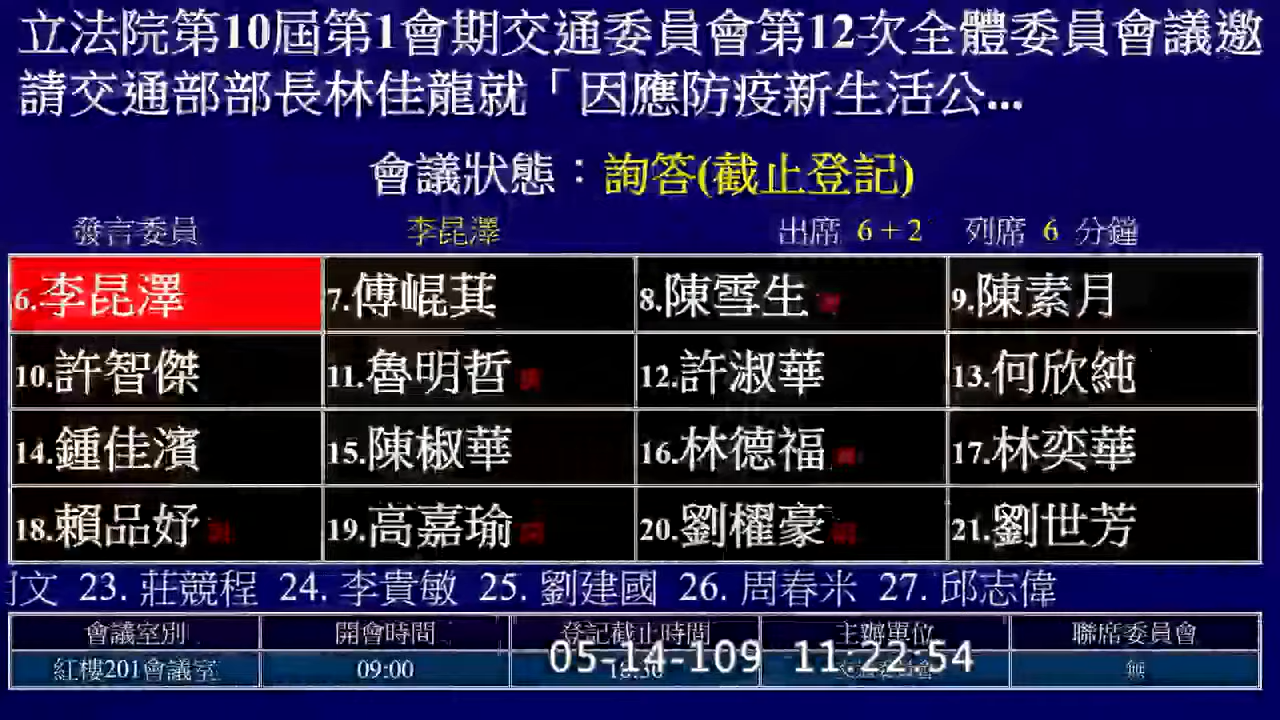 立法院第10屆第1會期交通委員會第12次全體委員會議邀
請交通部部長林佳龍就「因應防疫新生活公...
會議狀態：詢答(截止登記)
發言委員 李昆澤 出席 6+2 列席 6 分鐘
6.李昆澤 7.傅崐萁 8.陳雪生 9.陳素月
10.許智傑 11.魯明哲 12.許淑華 13.何欣純
14.鍾佳濱 15.陳椒華 16.林德福 17.林奕華
18.賴品妤 19.高嘉瑜 20.劉櫂豪 21.劉世芳
文 23. 莊競程 24. 李貴敏 25. 劉建國 26. 周春米 27. 邱志偉
會議室別 開會時間 登記截止時間 主辦單位 聯席委員會
紅樓201會議室 09:00 無
05-14-109 11:22:54